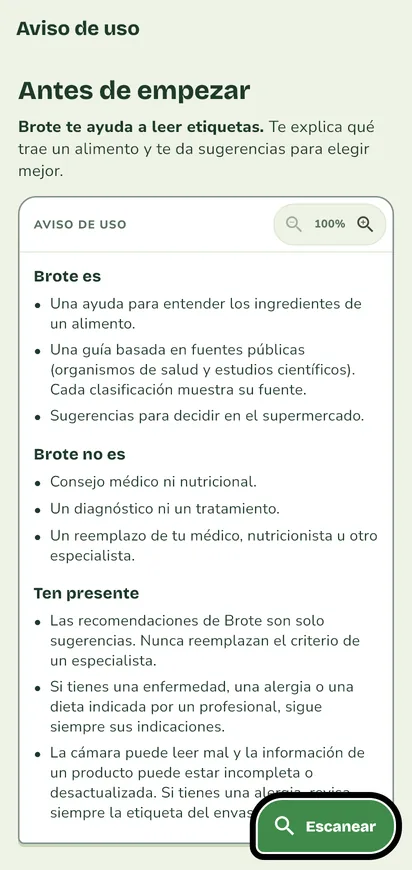 Aviso de uso
Antes de empezar
Brote te ayuda a leer etiquetas. Te explica qué
trae un alimento y te da sugerencias para elegir
mejor.
AVISO DE USO
100%
Brote es
• Una ayuda para entender los ingredientes de
un alimento.
• Una guía basada en fuentes públicas
(organismos de salud y estudios científicos).
Cada clasificación muestra su fuente.
• Sugerencias para decidir en el supermercado.
Brote no es
• Consejo médico ni nutricional.
• Un diagnóstico ni un tratamiento.
• Un reemplazo de tu médico, nutricionista u otro
especialista.
Ten presente
• Las recomendaciones de Brote son solo
sugerencias. Nunca reemplazan el criterio de
un especialista.
• Si tienes una enfermedad, una alergia o una
dieta indicada por un profesional, sigue
siempre sus indicaciones.
• La cámara puede leer mal y la información de
un producto puede estar incompleta o
desactualizada. Si tienes una alergia, revisa
siempre la etiqueta del
Escanear